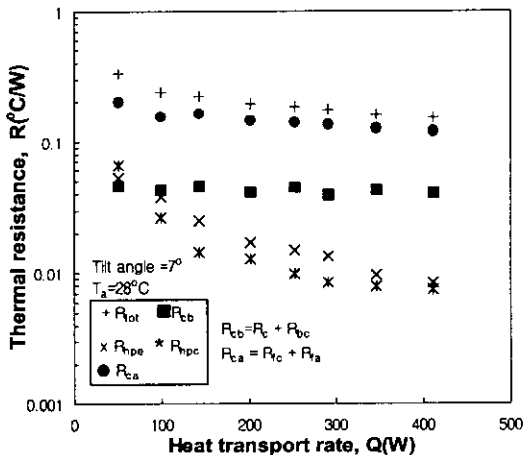 1
0.1
0.01
0.001
Thermal resistance, R(°C/W)
Tilt angle =7°
Tₐ=28°C
+ R_tot ■ R_cb
× R_hpe * R_hpc
● R_ca
R_cb=R_c + R_bc
R_ca = R_fc + R_fa
0 100 200 300 400 500
Heat transport rate, Q(W)